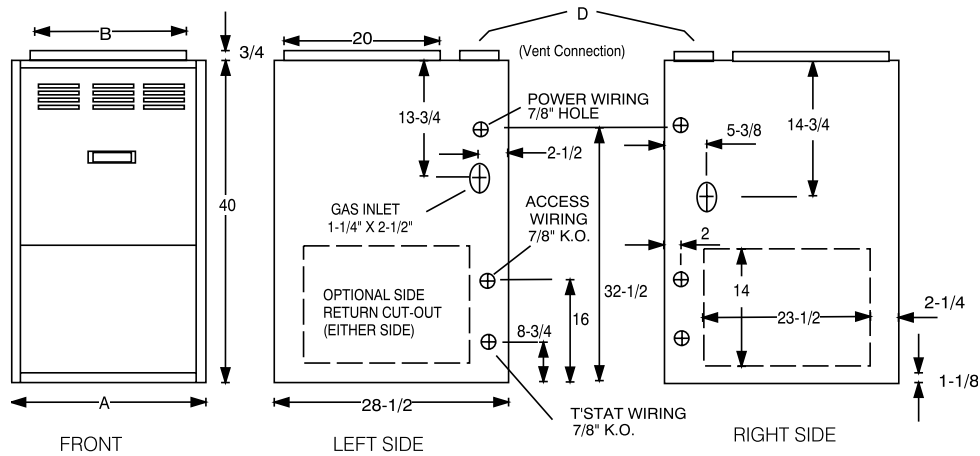 B
3/4
20
D
(Vent Connection)
POWER WIRING
7/8" HOLE
13-3/4
5-3/8
14-3/4
2-1/2
40
GAS INLET
1-1/4" X 2-1/2"
ACCESS
WIRING
7/8" K.O.
2
OPTIONAL SIDE
RETURN CUT-OUT
(EITHER SIDE)
32-1/2
14
16
8-3/4
23-1/2
2-1/4
1-1/8
A
28-1/2
T'STAT WIRING
7/8" K.O.
FRONT
LEFT SIDE
RIGHT SIDE